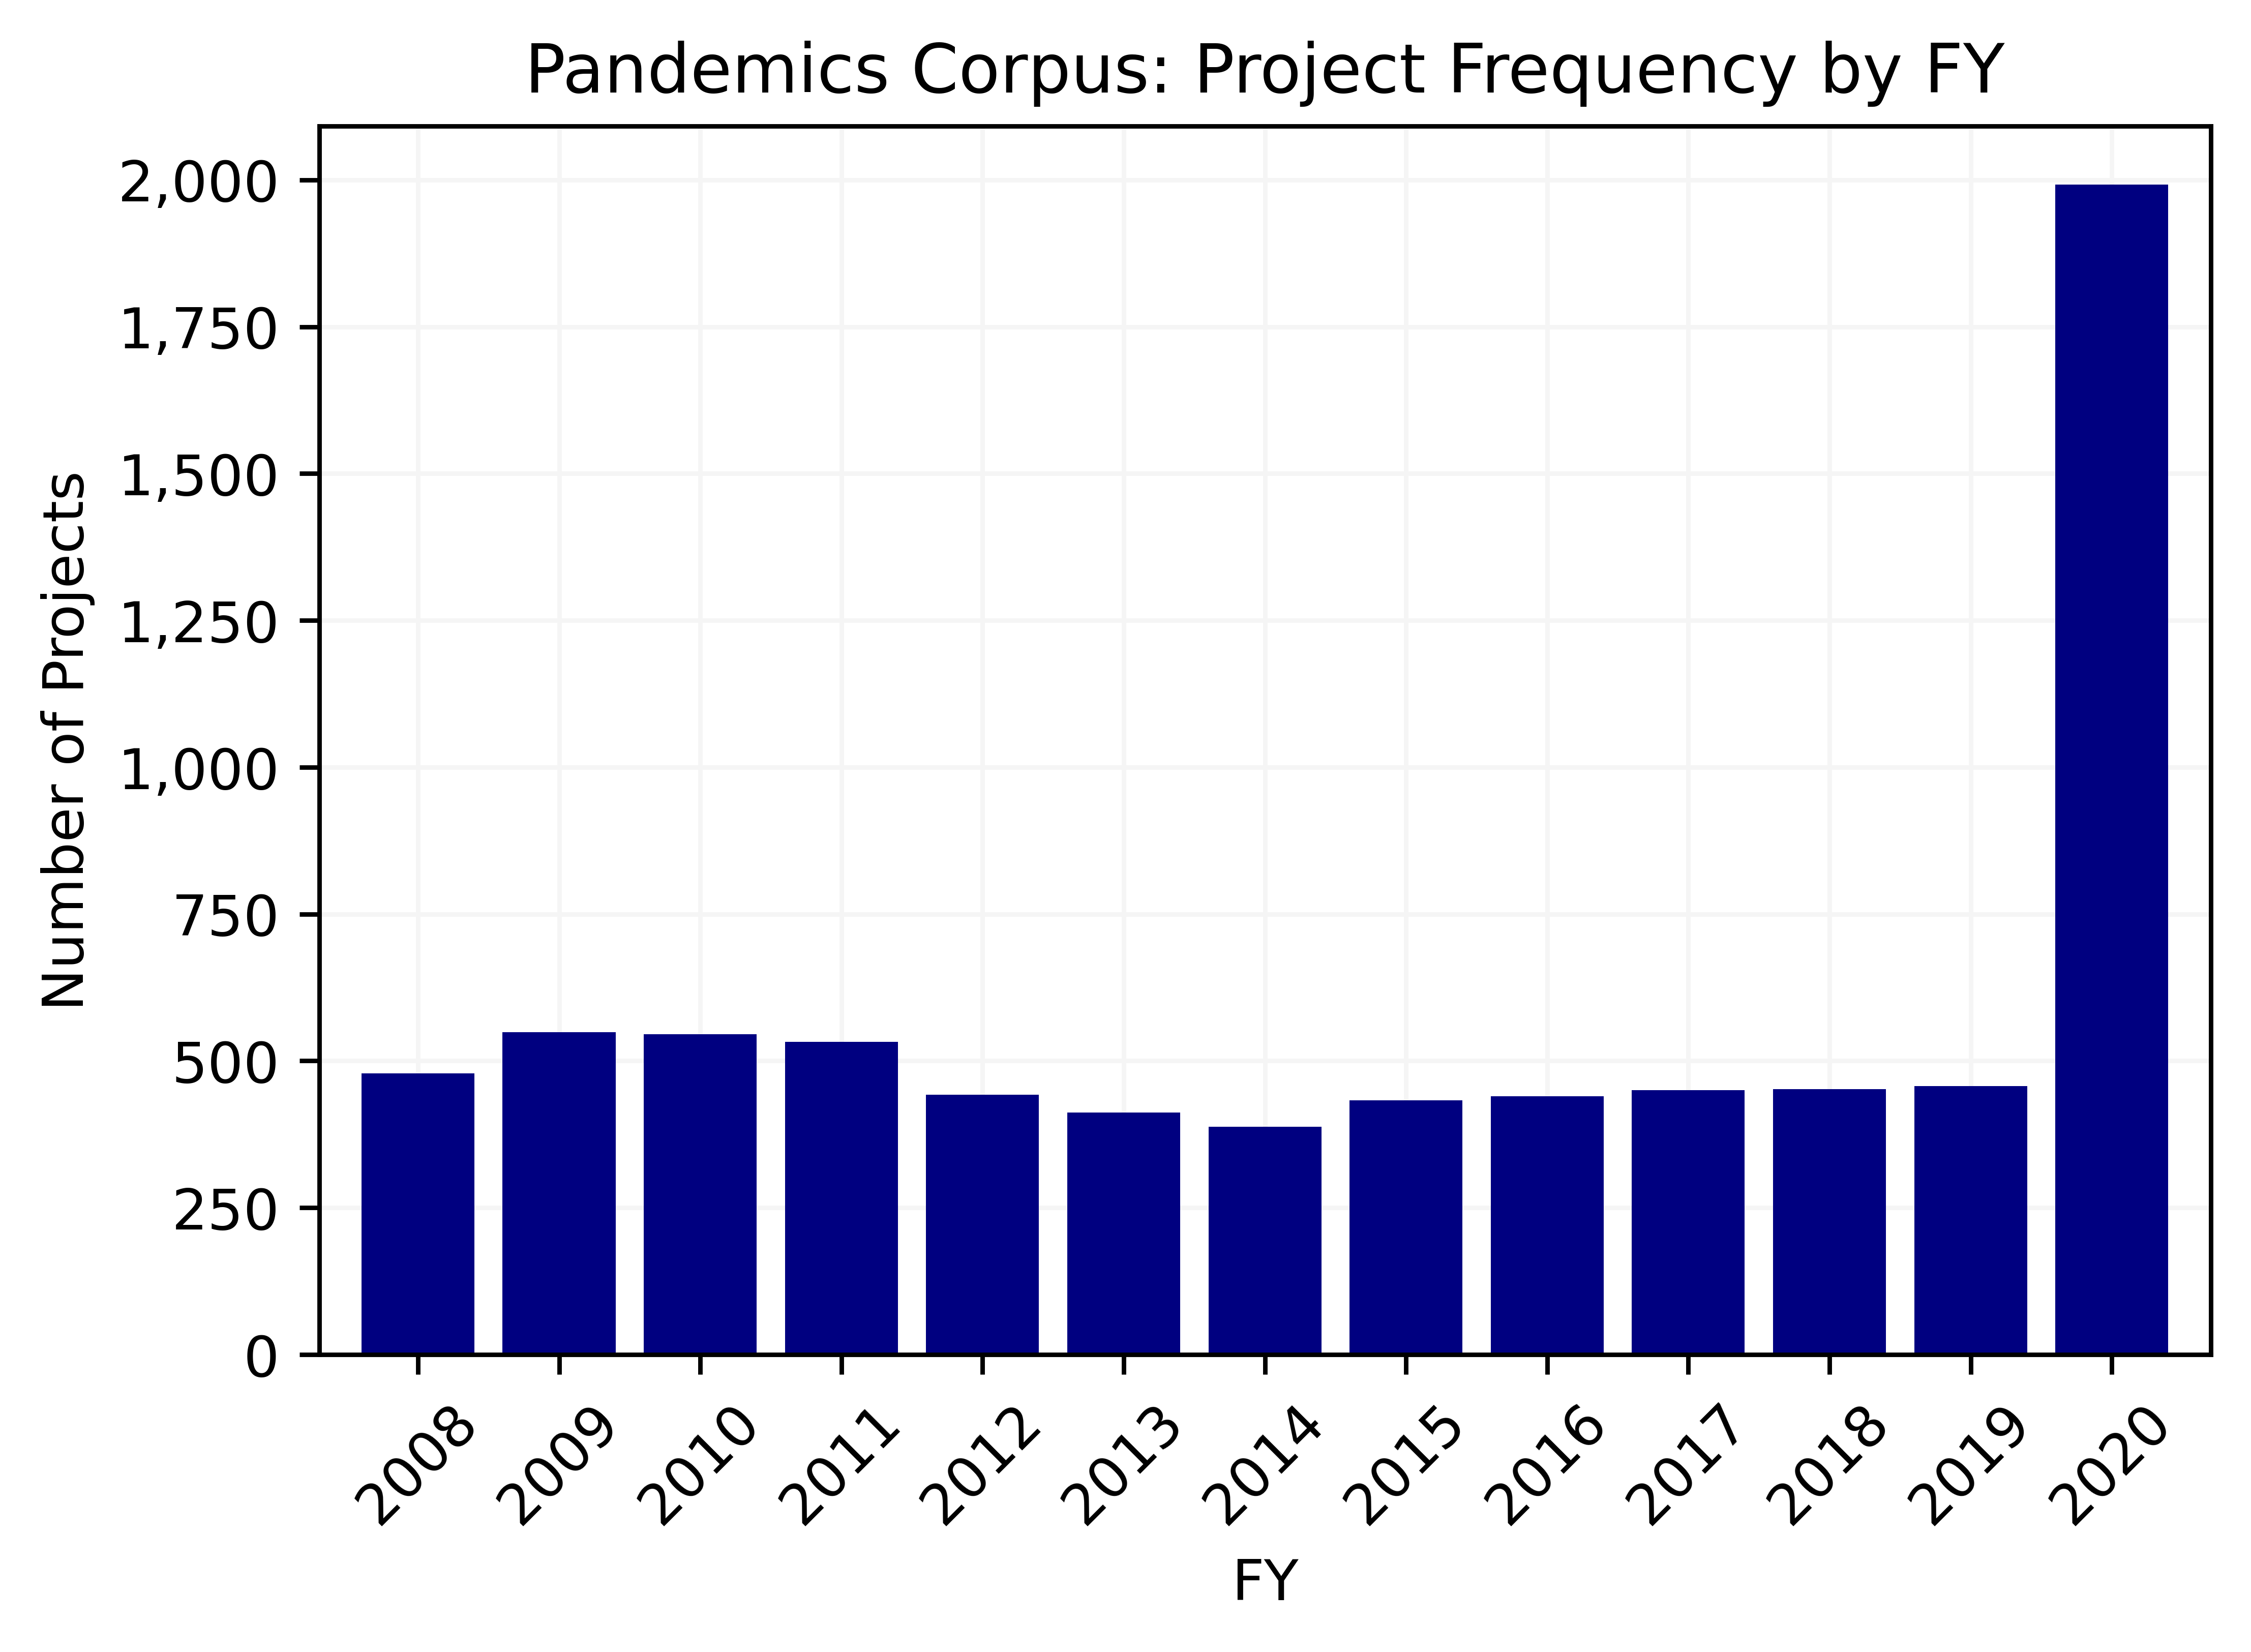 Pandemics Corpus: Project Frequency by FY
Number of Projects
2,000
1,750
1,500
1,250
1,000
750
500
250
0
2008 2009 2010 2011 2012 2013 2014 2015 2016 2017 2018 2019 2020
FY